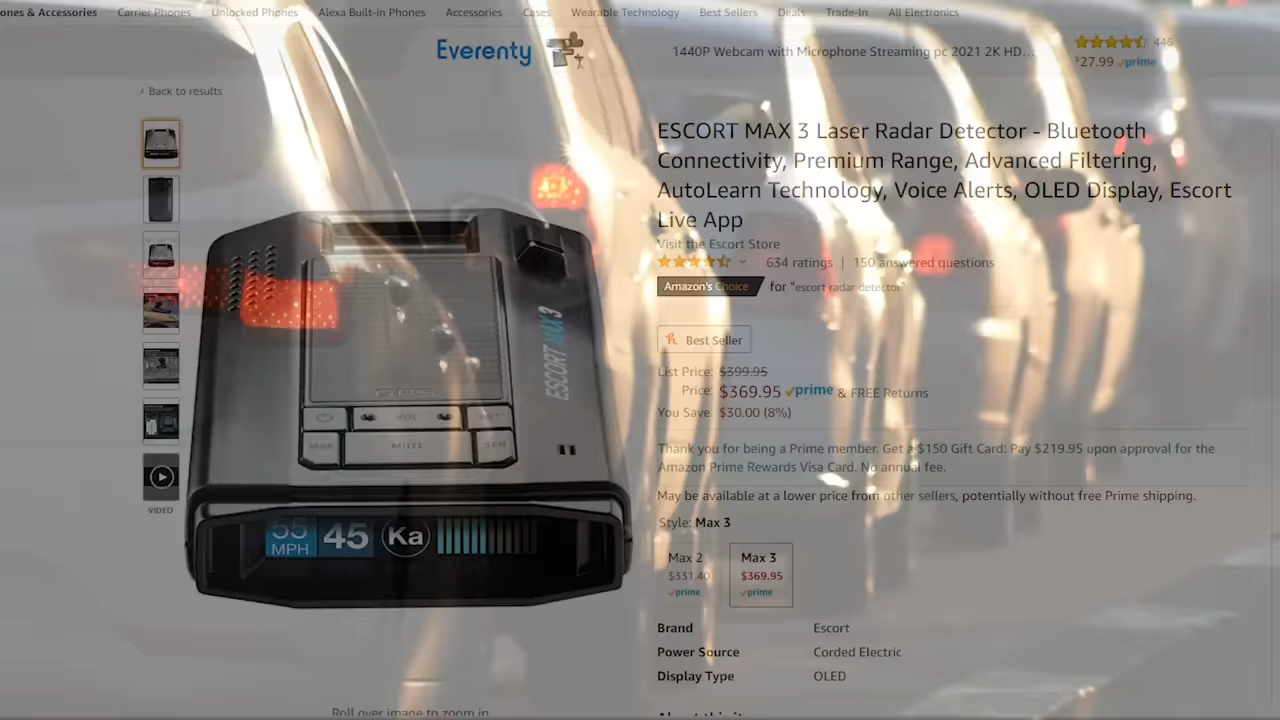 ones & Accessories Carrier Phones Unlocked Phones Alexa Built-in Phones Accessories Cases Wearable Technology Best Sellers Deals Trade-In All Electronics
Everenty
1440P Webcam with Microphone Streaming pc 2021 2K HD...
446
$27.99 prime
‹ Back to results
ESCORT MAX 3 Laser Radar Detector - Bluetooth
Connectivity, Premium Range, Advanced Filtering,
AutoLearn Technology, Voice Alerts, OLED Display, Escort
Live App
Visit the Escort Store
634 ratings | 150 answered questions
Amazon's Choice for "escort radar detector"
Best Seller
List Price: $399.95
Price: $369.95 prime & FREE Returns
You Save: $30.00 (8%)
Thank you for being a Prime member. Get a $150 Gift Card: Pay $219.95 upon approval for the
Amazon Prime Rewards Visa Card. No annual fee.
May be available at a lower price from other sellers, potentially without free Prime shipping.
Style: Max 3
Max 2
$331.40
prime
Max 3
$369.95
prime
Brand Escort
Power Source Corded Electric
Display Type OLED
VIDEO
ESCORT MAX 3
VOL
MUTE
SEN
55
MPH
45
Ka
Roll over image to zoom in
About this it